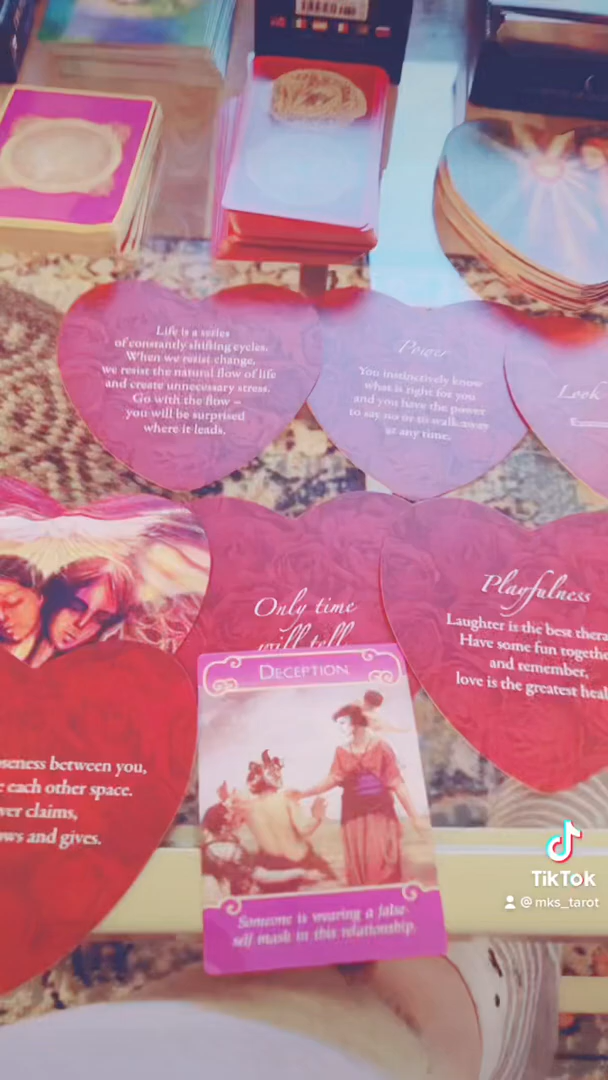 Life is a series
of constantly shifting cycles.
When we resist change,
we resist the natural flow of life
and create unnecessary stress.
Go with the flow –
you will be surprised
where it leads.
Power
You instinctively know
what is right for you
and you have the power
to say no or to walk away
at any time.
Look
Only time
will tell
Playfulness
Laughter is the best thera
Have some fun togethe
and remember,
love is the greatest heal
oseness between you,
e each other space.
ver claims,
ows and gives.
DECEPTION
Someone is wearing a false-
self mask in this relationship.
TikTok
@mks_tarot